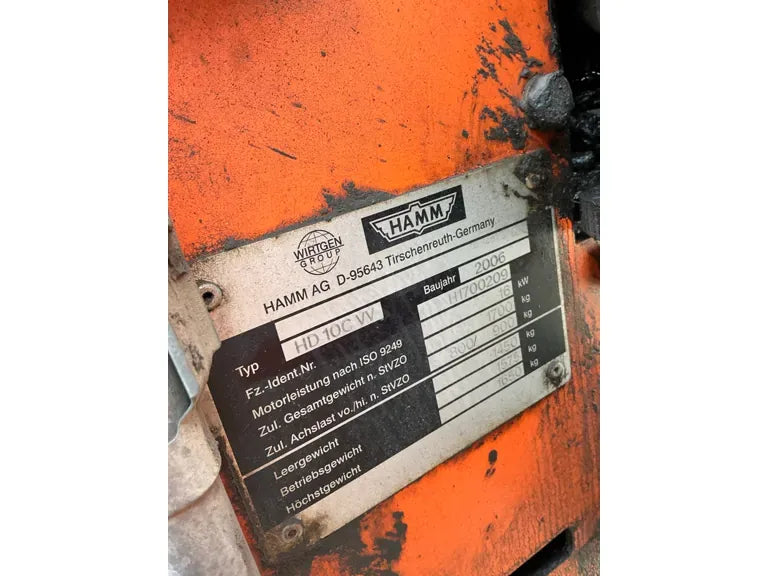 WIRTGEN
GROUP
HAMM
HAMM AG D-95643 Tirschenreuth-Germany
Typ HD 10C VV Baujahr 2006
Fz.-Ident.Nr. H1700209
Motorleistung nach ISO 9249 16 kW
Zul. Gesamtgewicht n. StVZO 1700 kg
Zul. Achslast vo./hi. n. StVZO 800/ 900 kg
Leergewicht 1450 kg
Betriebsgewicht 1575 kg
Höchstgewicht 1650 kg